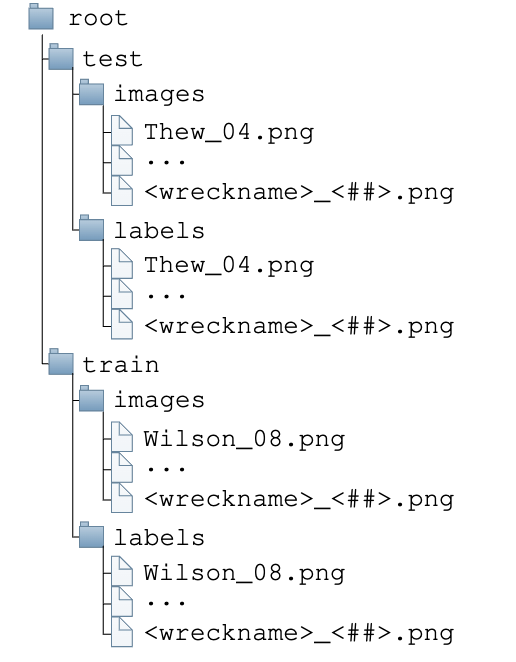 root
test
images
Thew_04.png
...
<wreckname>_<##>.png
labels
Thew_04.png
...
<wreckname>_<##>.png
train
images
Wilson_08.png
...
<wreckname>_<##>.png
labels
Wilson_08.png
...
<wreckname>_<##>.png